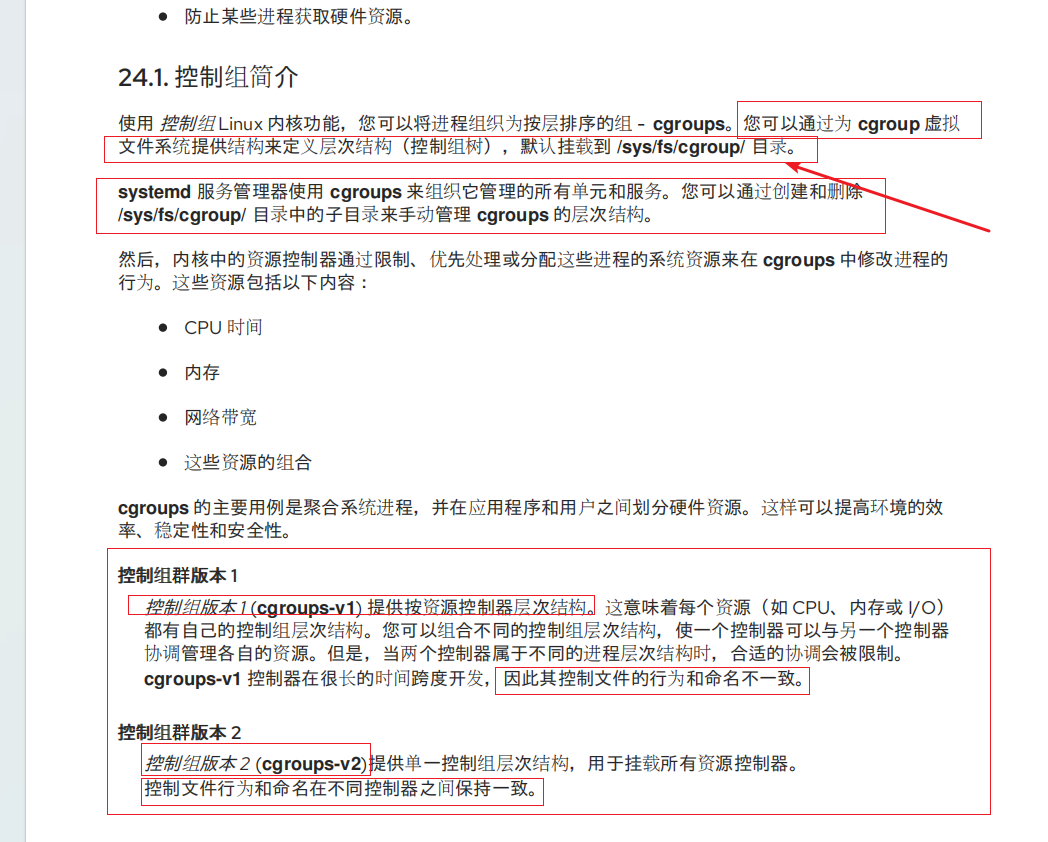 ● 防止某些进程获取硬件资源。
24.1. 控制组简介
使用 控制组 Linux 内核功能，您可以将进程组织为按层排序的组 - cgroups。您可以通过为 cgroup 虚拟
文件系统提供结构来定义层次结构（控制组树），默认挂载到 /sys/fs/cgroup/ 目录。
systemd 服务管理器使用 cgroups 来组织它管理的所有单元和服务。您可以通过创建和删除
/sys/fs/cgroup/ 目录中的子目录来手动管理 cgroups 的层次结构。
然后，内核中的资源控制器通过限制、优先处理或分配这些进程的系统资源来在 cgroups 中修改进程的
行为。这些资源包括以下内容：
● CPU 时间
● 内存
● 网络带宽
● 这些资源的组合
cgroups 的主要用例是聚合系统进程，并在应用程序和用户之间划分硬件资源。这样可以提高环境的效
率、稳定性和安全性。
控制组群版本 1
控制组版本 1 (cgroups-v1) 提供按资源控制器层次结构。这意味着每个资源（如 CPU、内存或 I/O）
都有自己的控制组层次结构。您可以组合不同的控制组层次结构，使一个控制器可以与另一个控制器
协调管理各自的资源。但是，当两个控制器属于不同的进程层次结构时，合适的协调会被限制。
cgroups-v1 控制器在很长的时间跨度开发，因此其控制文件的行为和命名不一致。
控制组群版本 2
控制组版本 2 (cgroups-v2)提供单一控制组层次结构，用于挂载所有资源控制器。
控制文件行为和命名在不同控制器之间保持一致。